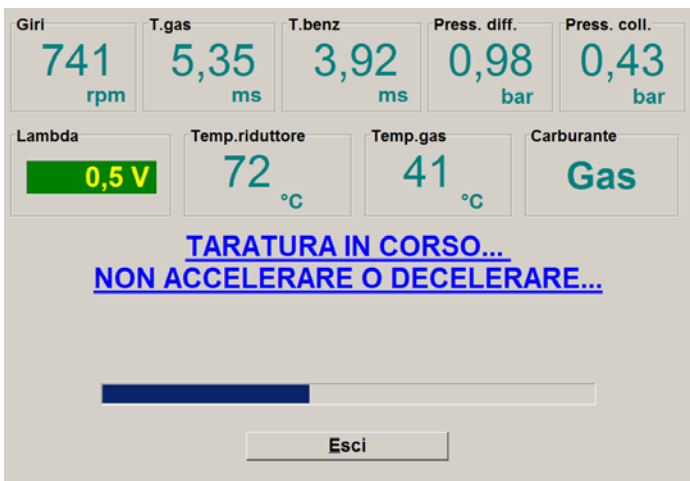 Giri T.gas T.benz Press. diff. Press. coll.
741 5,35 3,92 0,98 0,43
rpm ms ms bar bar
Lambda Temp.riduttore Temp.gas Carburante
0,5 V 72 °C 41 °C Gas
TARATURA IN CORSO...
NON ACCELERARE O DECELERARE...
Esci